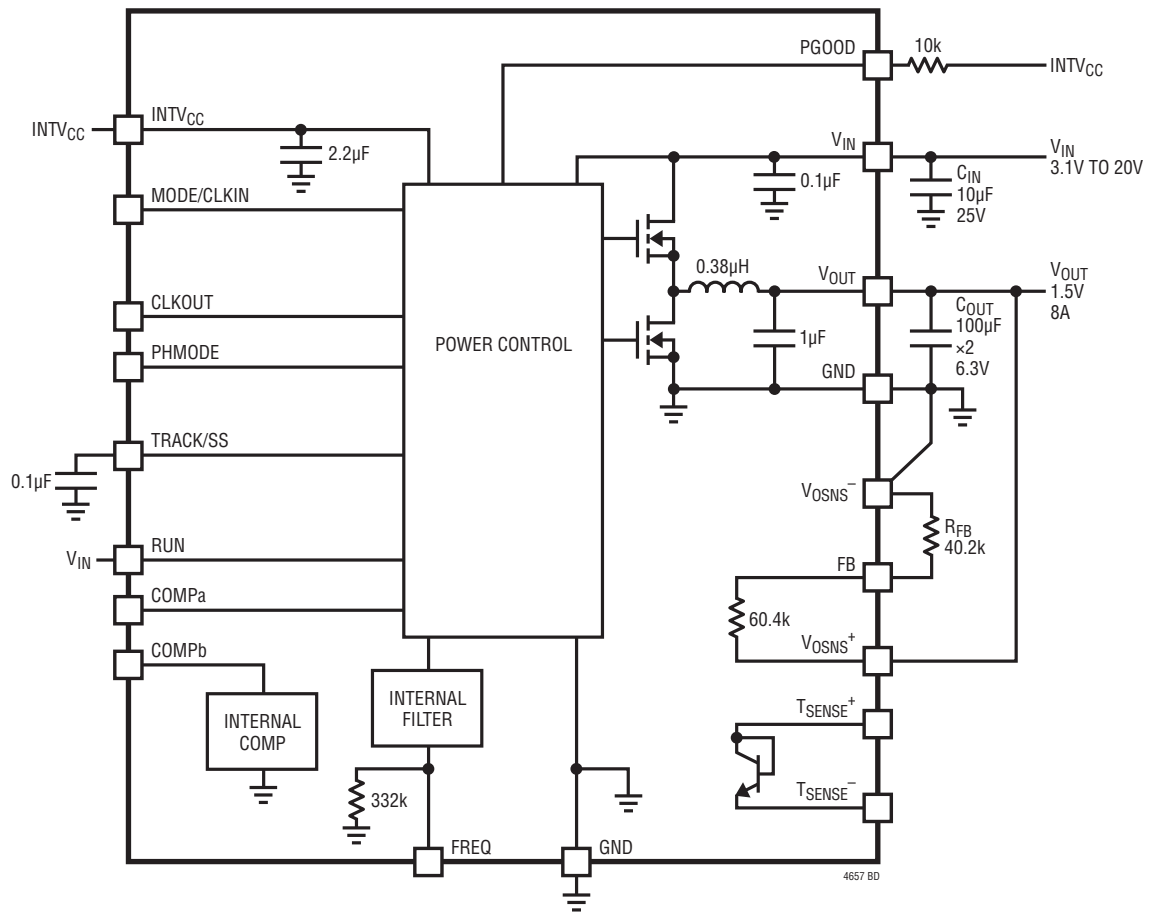 PGOOD
10k
INTVCC
INTVCC
INTVCC
2.2µF
VIN
VIN
3.1V TO 20V
0.1µF
CIN
10µF
25V
MODE/CLKIN
0.38µH
VOUT
VOUT
1.5V
8A
COUT
100µF
×2
6.3V
CLKOUT
PHMODE
POWER CONTROL
1µF
GND
TRACK/SS
0.1µF
VOSNS−
RFB
40.2k
VIN
RUN
FB
COMPa
60.4k
COMPb
VOSNS+
INTERNAL
FILTER
INTERNAL
COMP
TSENSE+
332k
TSENSE−
FREQ
GND
4657 BD